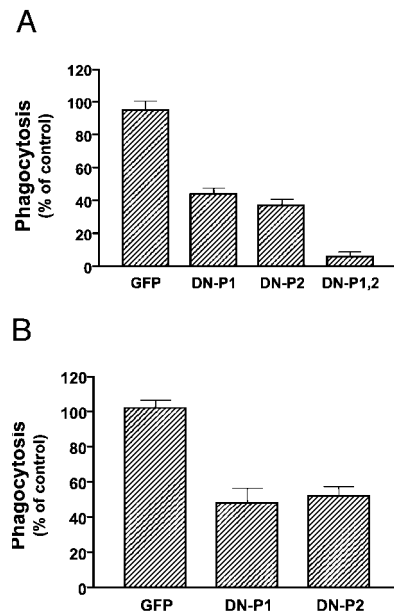 A
Phagocytosis
(% of control)
120
100
80
60
40
20
0
GFP DN-P1 DN-P2 DN-P1,2
B
Phagocytosis
(% of control)
120
100
80
60
40
20
0
GFP DN-P1 DN-P2